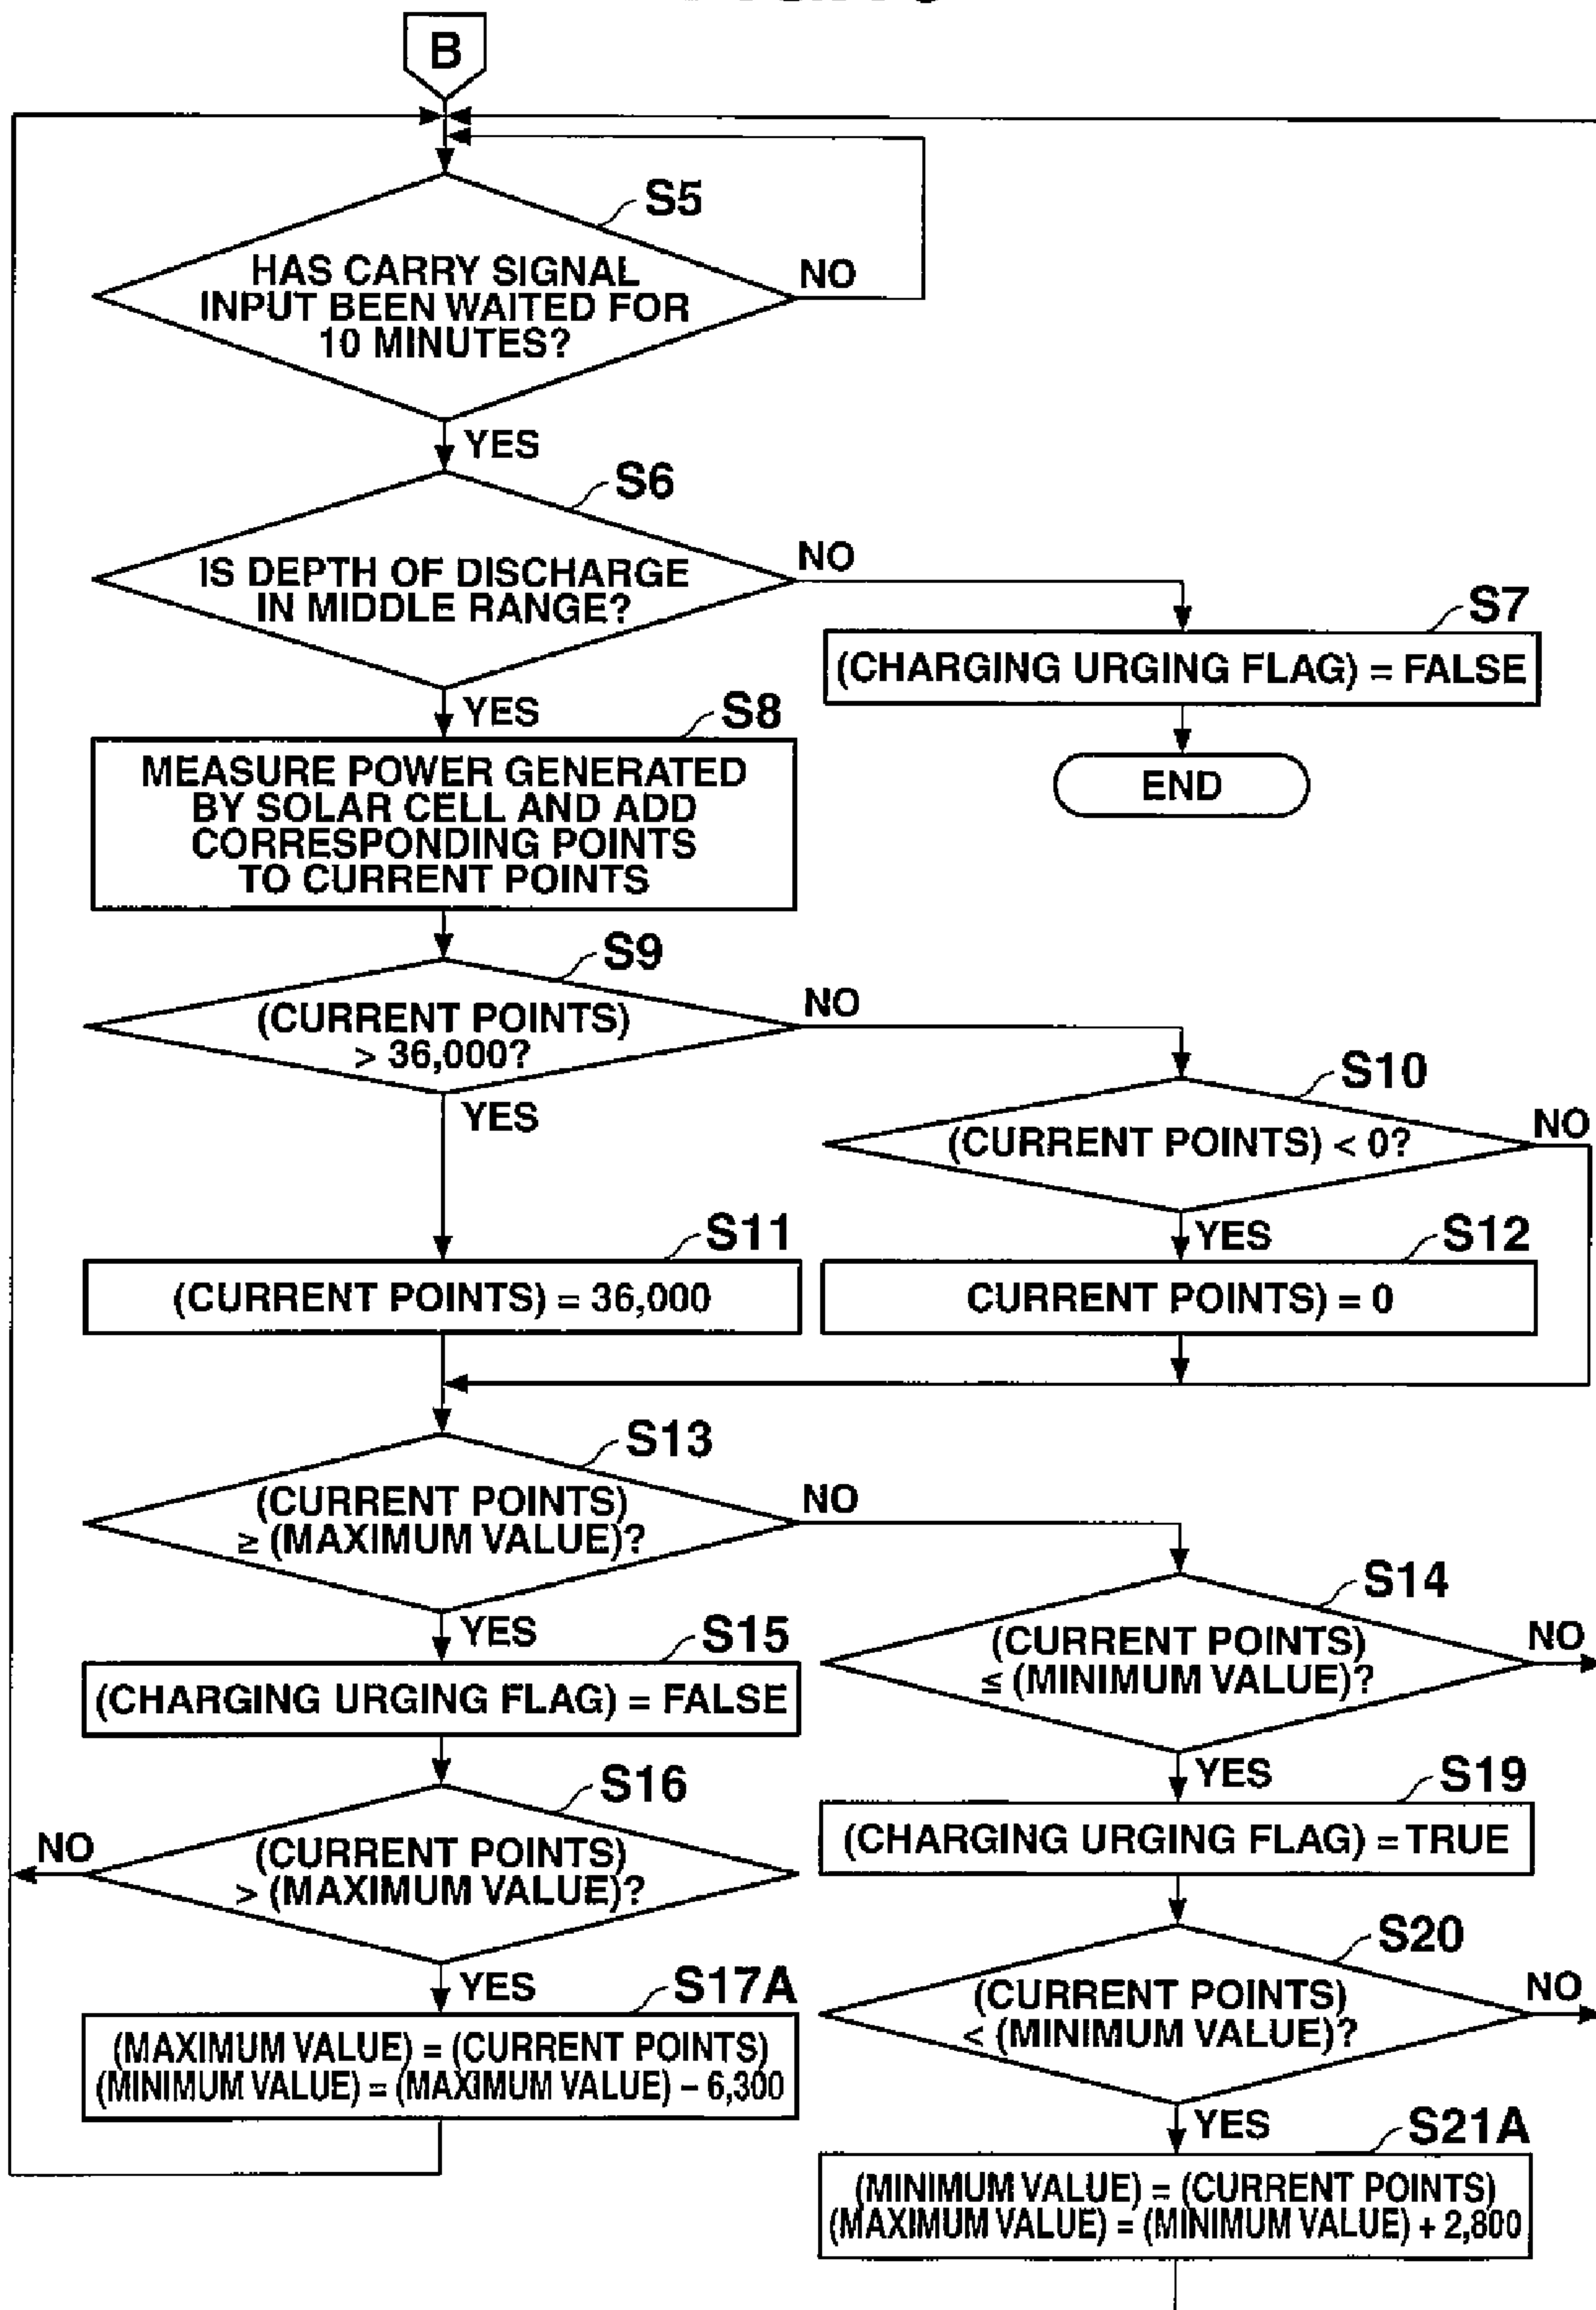 B
S5
HAS CARRY SIGNAL
INPUT BEEN WAITED FOR
10 MINUTES?
NO
YES
S6
IS DEPTH OF DISCHARGE
IN MIDDLE RANGE?
NO
S7
(CHARGING URGING FLAG) = FALSE
END
YES
S8
MEASURE POWER GENERATED
BY SOLAR CELL AND ADD
CORRESPONDING POINTS
TO CURRENT POINTS
S9
(CURRENT POINTS)
> 36,000?
NO
YES
S10
(CURRENT POINTS) < 0?
NO
YES
S11
(CURRENT POINTS) = 36,000
S12
CURRENT POINTS) = 0
S13
(CURRENT POINTS)
≥ (MAXIMUM VALUE)?
NO
YES
S14
(CURRENT POINTS)
≤ (MINIMUM VALUE)?
NO
YES
S15
(CHARGING URGING FLAG) = FALSE
S16
(CURRENT POINTS)
> (MAXIMUM VALUE)?
NO
YES
S17A
(MAXIMUM VALUE) = (CURRENT POINTS)
(MINIMUM VALUE) = (MAXIMUM VALUE) – 6,300
S19
(CHARGING URGING FLAG) = TRUE
S20
(CURRENT POINTS)
< (MINIMUM VALUE)?
NO
YES
S21A
(MINIMUM VALUE) = (CURRENT POINTS)
(MAXIMUM VALUE) = (MINIMUM VALUE) + 2,800